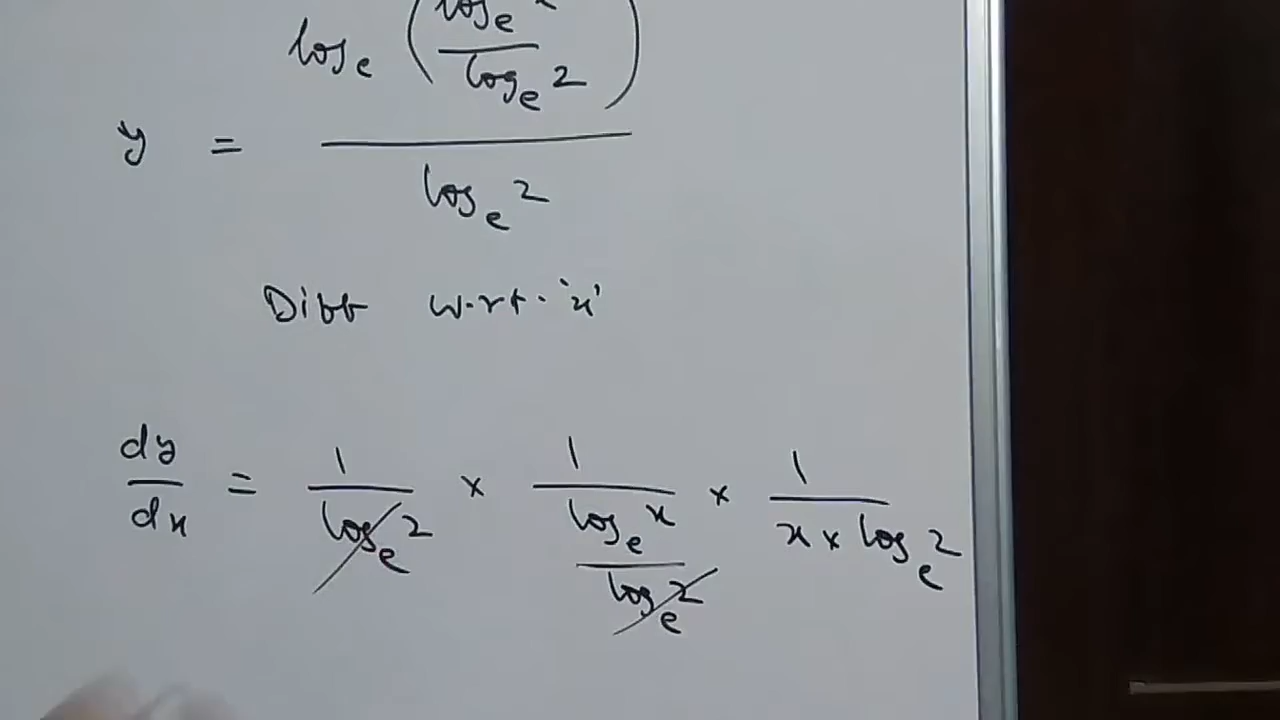 log_e ( log_e x / log_e 2 )
y = ───────────
log_e 2
Diff w.r.t. 'x'
dy/dx = 1/(log_e 2) × 1/(log_e x / log_e 2) × 1/(x × log_e 2)